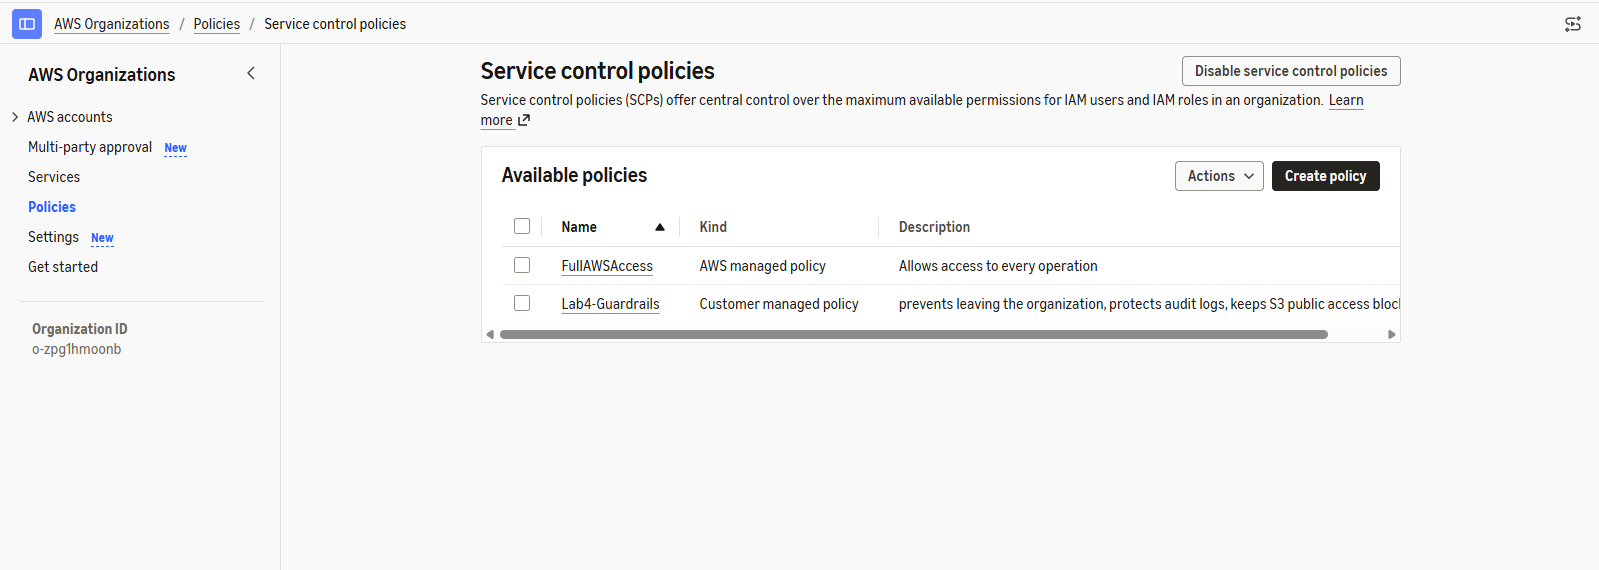 AWS Organizations / Policies / Service control policies
AWS Organizations
AWS accounts
Multi-party approval New
Services
Policies
Settings New
Get started
Organization ID
o-zpg1hmoonb
Service control policies
Disable service control policies
Service control policies (SCPs) offer central control over the maximum available permissions for IAM users and IAM roles in an organization. Learn
more
Available policies
Actions
Create policy
Name Kind Description
FullAWSAccess AWS managed policy Allows access to every operation
Lab4-Guardrails Customer managed policy prevents leaving the organization, protects audit logs, keeps S3 public access